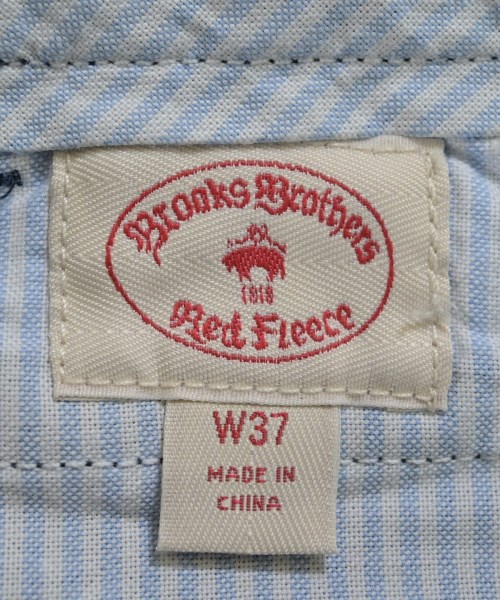 Brooks Brothers
1818
Red Fleece
W37
MADE IN
CHINA